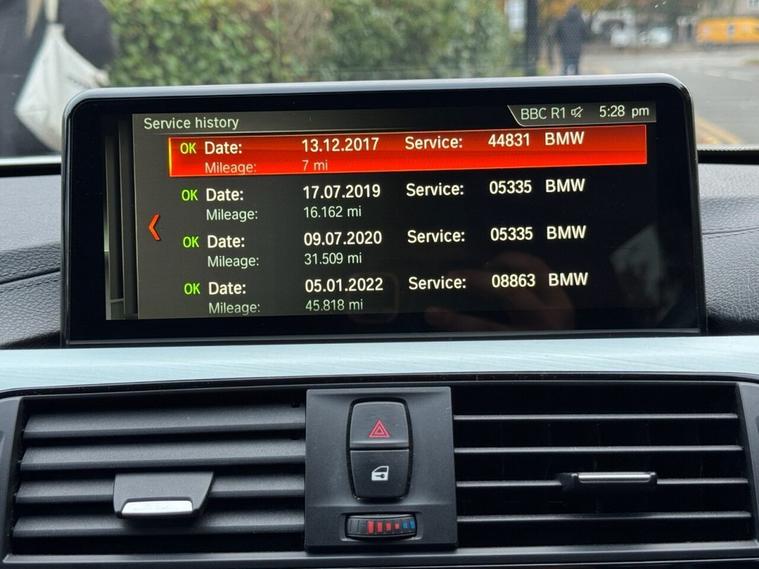 Service history BBC R1 5:28 pm
OK Date: 13.12.2017 Service: 44831 BMW
Mileage: 7 mi
OK Date: 17.07.2019 Service: 05335 BMW
Mileage: 16.162 mi
OK Date: 09.07.2020 Service: 05335 BMW
Mileage: 31.509 mi
OK Date: 05.01.2022 Service: 08863 BMW
Mileage: 45.818 mi